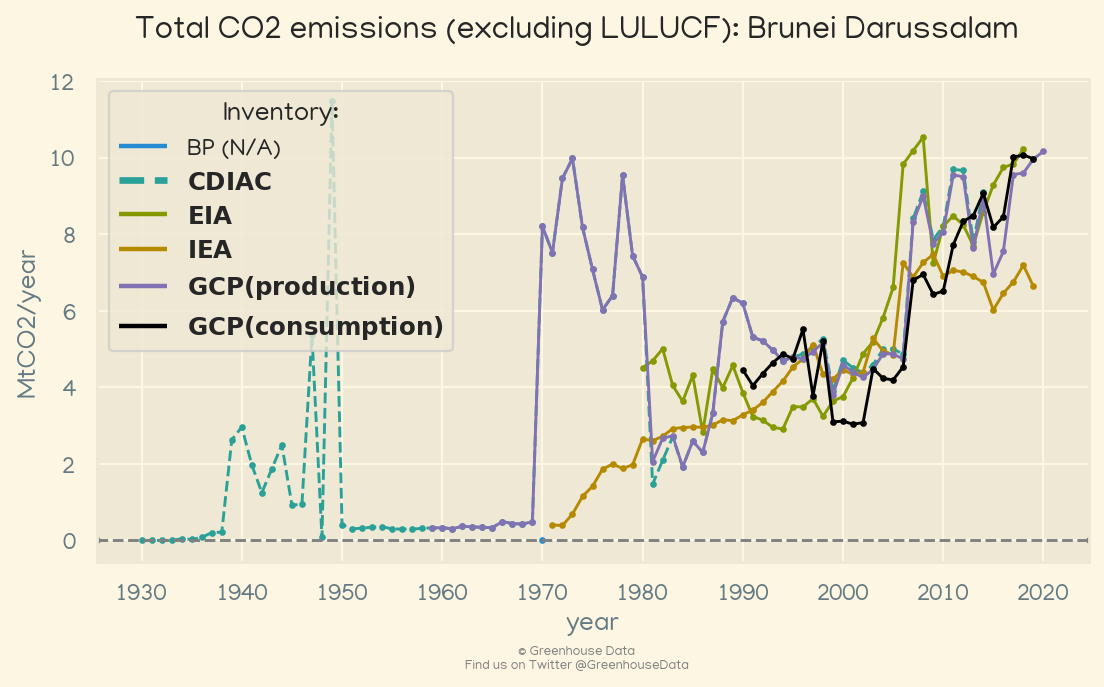 Total CO2 emissions (excluding LULUCF): Brunei Darussalam
MtCO2/year
12
10
8
6
4
2
0
Inventory:
BP (N/A)
CDIAC
EIA
IEA
GCP(production)
GCP(consumption)
1930 1940 1950 1960 1970 1980 1990 2000 2010 2020
year
© Greenhouse Data
Find us on Twitter @GreenhouseData